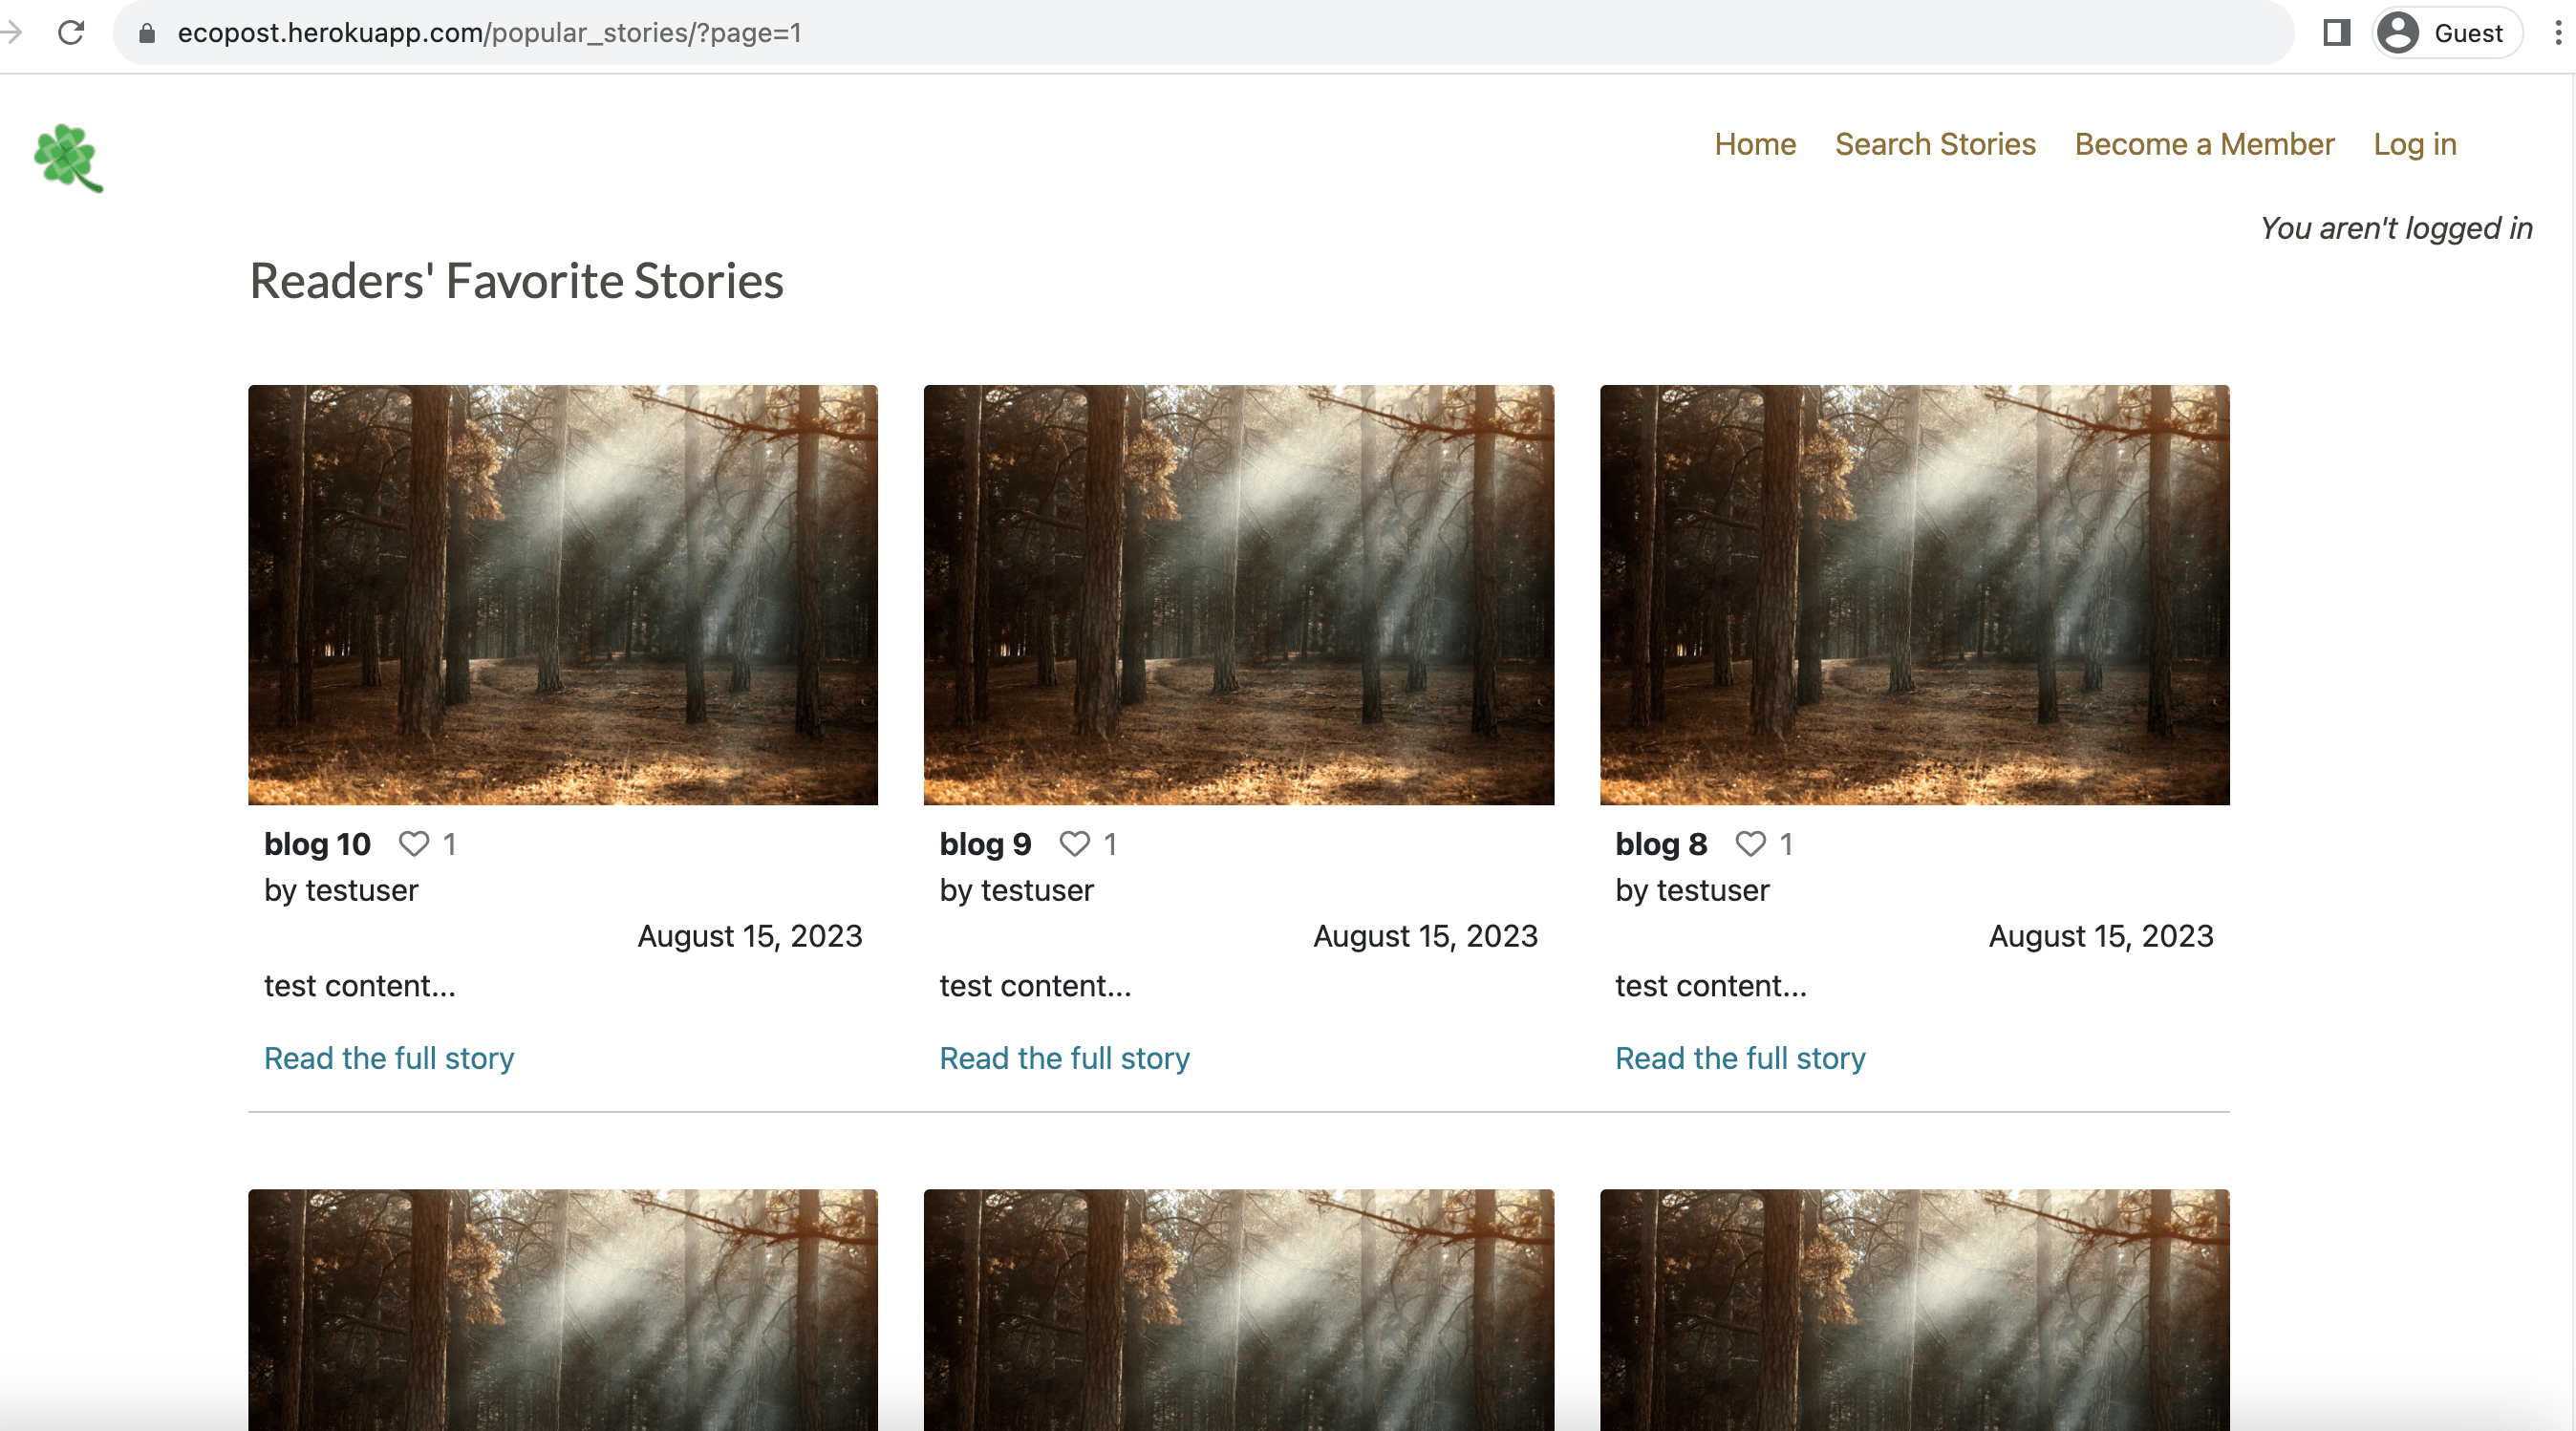 ecopost.herokuapp.com/popular_stories/?page=1
Guest
Home Search Stories Become a Member Log in
You aren't logged in
Readers' Favorite Stories
blog 10 1
by testuser
August 15, 2023
test content...
Read the full story
blog 9 1
by testuser
August 15, 2023
test content...
Read the full story
blog 8 1
by testuser
August 15, 2023
test content...
Read the full story